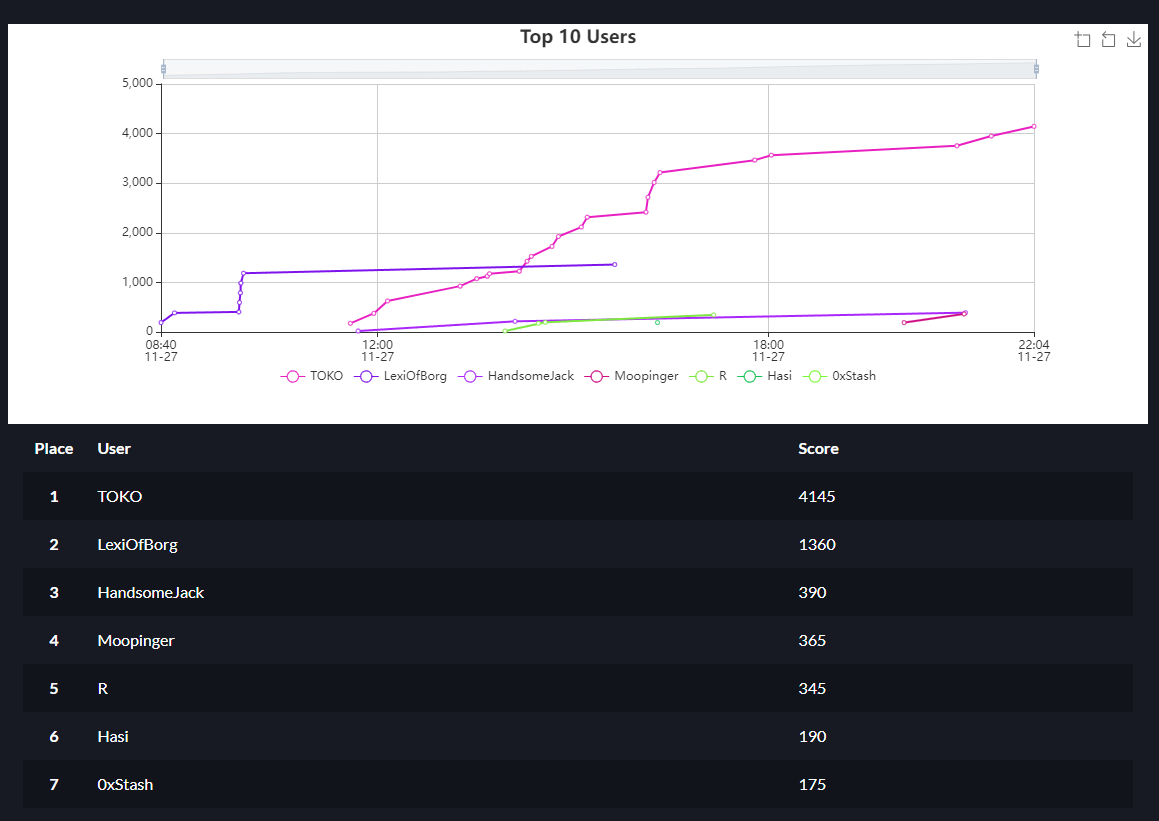 Top 10 Users
5,000
4,000
3,000
2,000
1,000
0
08:40 12:00 18:00 22:04
11-27 11-27 11-27 11-27
TOKO LexiOfBorg HandsomeJack Moopinger R Hasi 0xStash
Place User Score
1 TOKO 4145
2 LexiOfBorg 1360
3 HandsomeJack 390
4 Moopinger 365
5 R 345
6 Hasi 190
7 0xStash 175